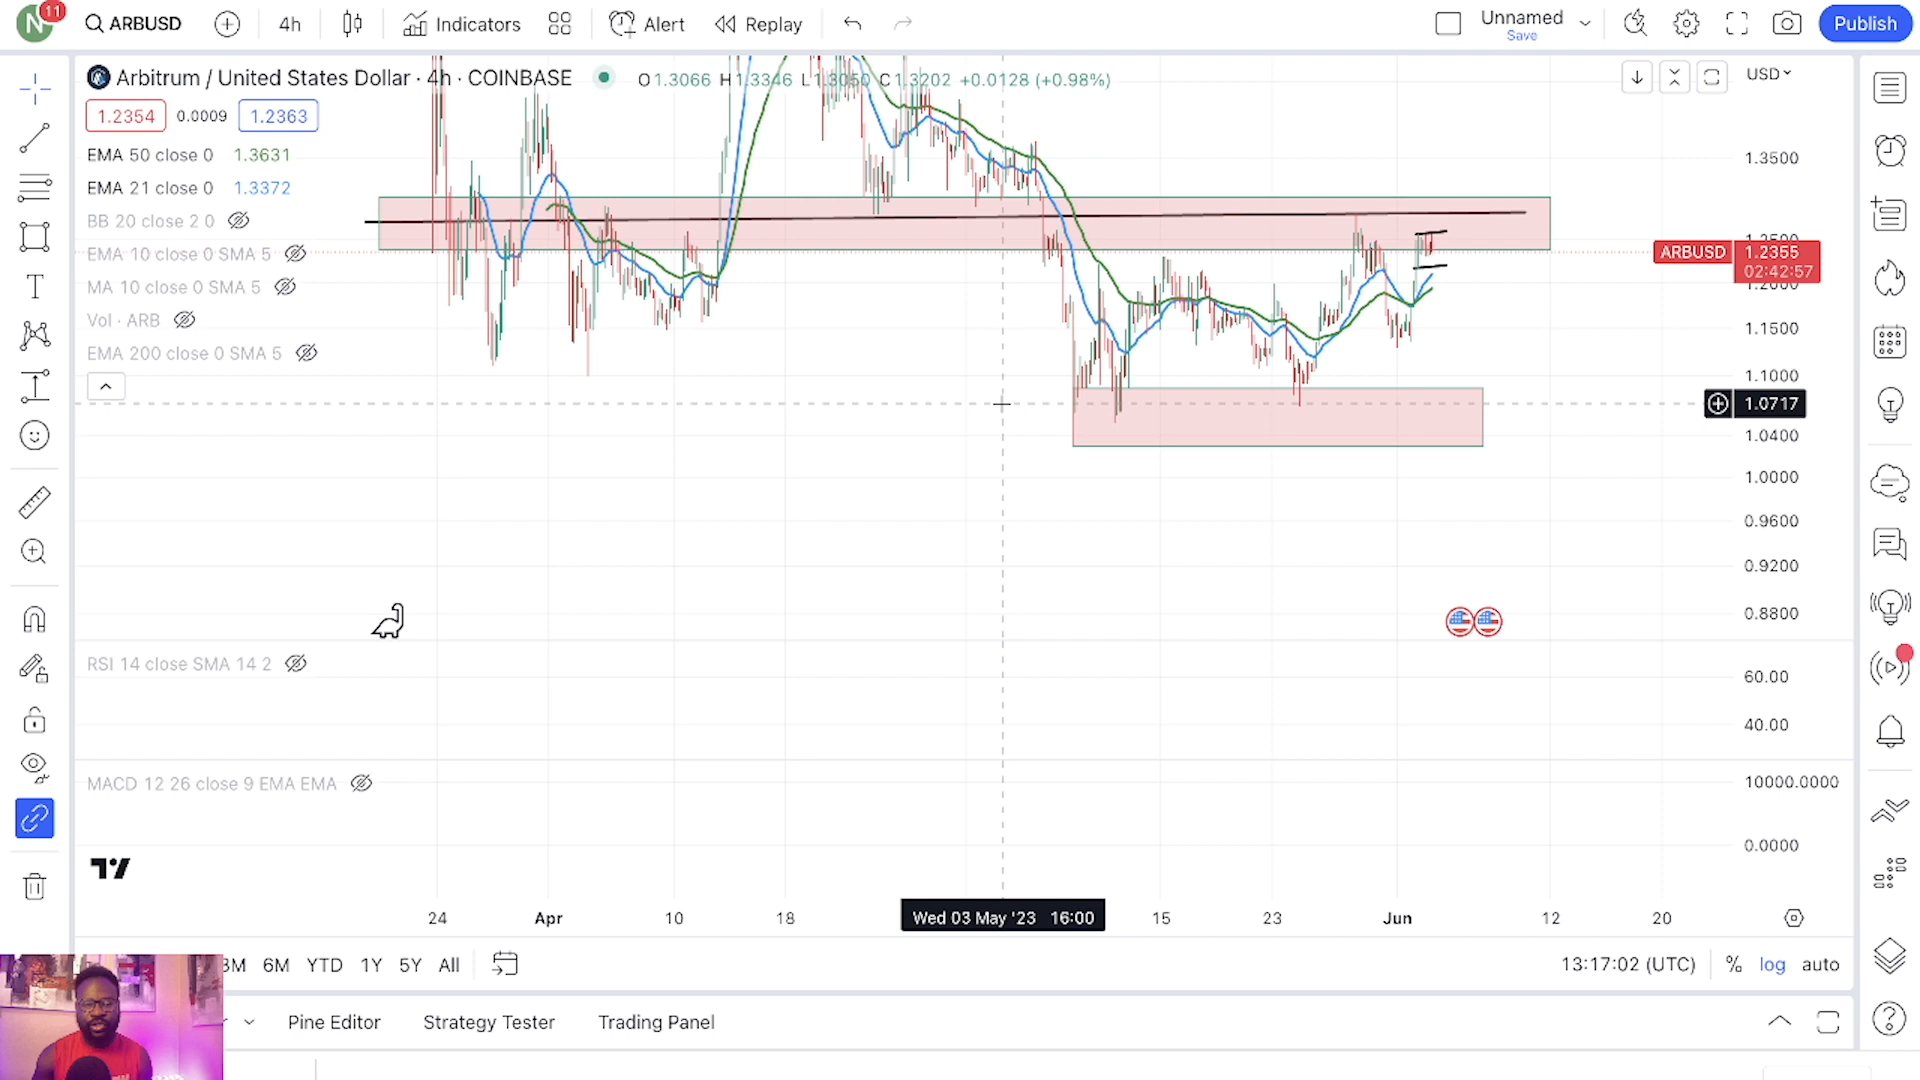 N 11 ARBUSD 4h Indicators Alert Replay Unnamed Save Publish
Arbitrum / United States Dollar · 4h · COINBASE O1.3066 H1.3346 L1.3050 C1.3202 +0.0128 (+0.98%) USD
1.2354 0.0009 1.2363
EMA 50 close 0 1.3631
EMA 21 close 0 1.3372
BB 20 close 2 0
EMA 10 close 0 SMA 5
MA 10 close 0 SMA 5
Vol · ARB
EMA 200 close 0 SMA 5
1.3500
1.2500
ARBUSD 1.2355
02:42:57
1.2000
1.1500
1.1000
1.0717
1.0400
1.0000
0.9600
0.9200
0.8800
RSI 14 close SMA 14 2
60.00
40.00
MACD 12 26 close 9 EMA EMA
10000.0000
0.0000
24 Apr 10 18 Wed 03 May '23 16:00 15 23 Jun 12 20
3M 6M YTD 1Y 5Y All 13:17:02 (UTC) % log auto
Pine Editor Strategy Tester Trading Panel